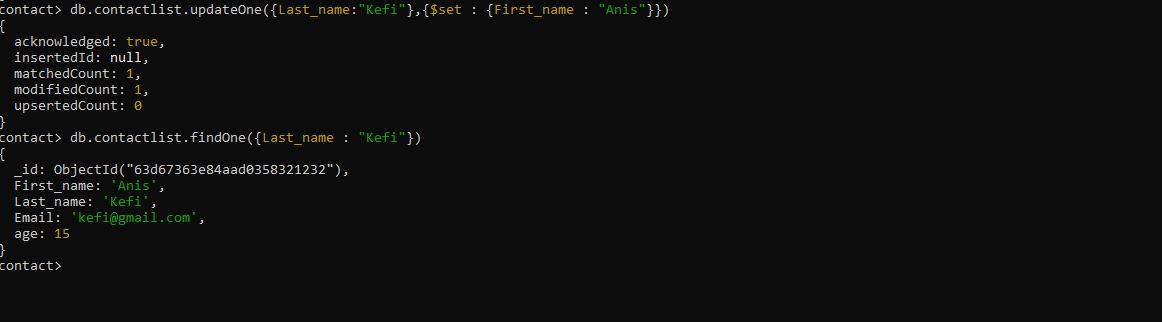 contact> db.contactlist.updateOne({Last_name:"Kefi"},{$set : {First_name : "Anis"}})
{
  acknowledged: true,
  insertedId: null,
  matchedCount: 1,
  modifiedCount: 1,
  upsertedCount: 0
}
contact> db.contactlist.findOne({Last_name : "Kefi"})
{
  _id: ObjectId("63d67363e84aad0358321232"),
  First_name: 'Anis',
  Last_name: 'Kefi',
  Email: 'kefi@gmail.com',
  age: 15
}
contact>